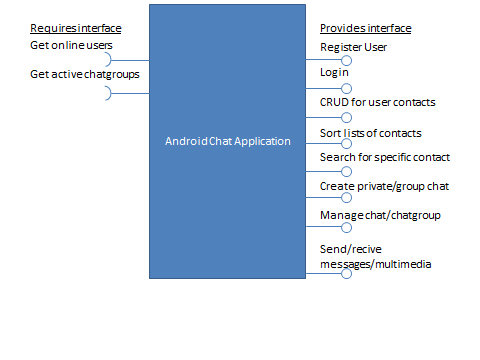 Requires interface
Get online users
Get active chatgroups
Android Chat Application
Provides interface
Register User
Login
CRUD for user contacts
Sort lists of contacts
Search for specific contact
Create private/group chat
Manage chat/chatgroup
Send/recive
messages/multimedia